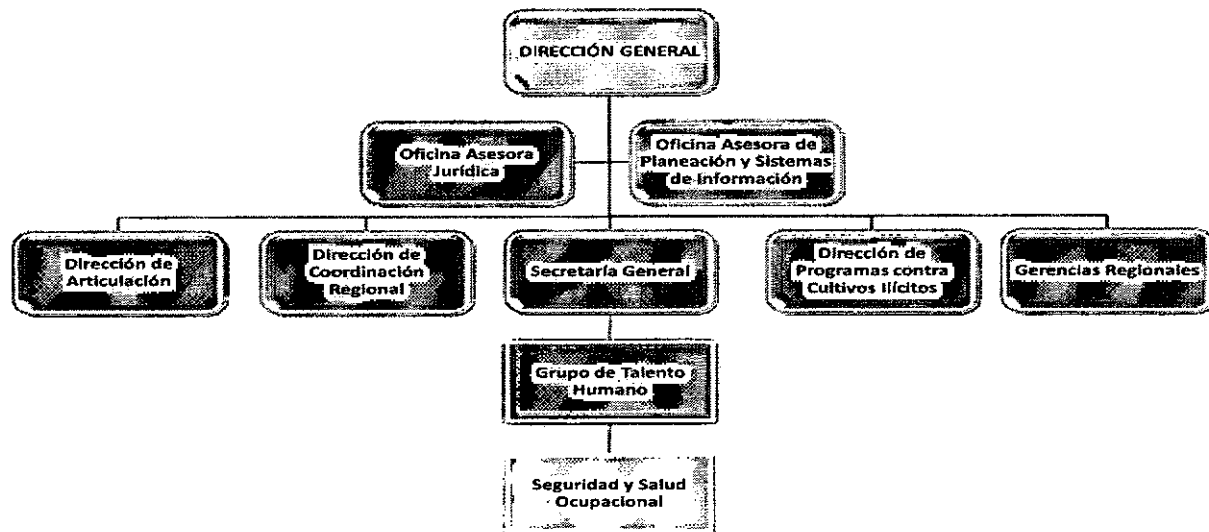 DIRECCIÓN GENERAL
Oficina Asesora
Jurídica
Oficina Asesora de
Planeación y Sistemas
de Información
Dirección de
Articulación
Dirección de
Coordinación
Regional
Secretaría General
Dirección de
Programas contra
Cultivos Ilícitos
Gerencias Regionales
Grupo de Talento
Humano
Seguridad y Salud
Ocupacional